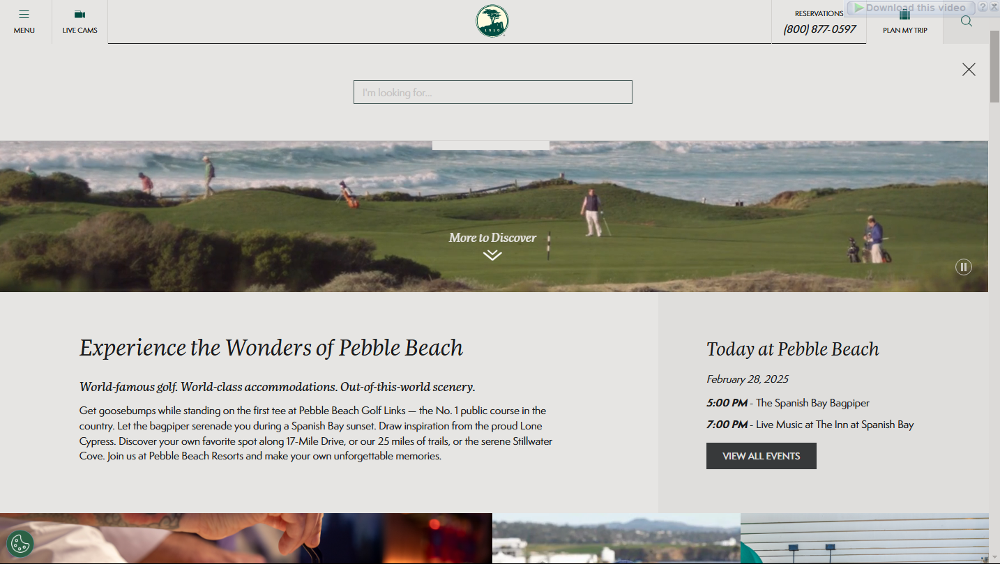 MENU
LIVE CAMS
1919
RESERVATIONS
(800) 877-0597
Download this video
?
PLAN MY TRIP
I'm looking for...
More to Discover
Experience the Wonders of Pebble Beach
World-famous golf. World-class accommodations. Out-of-this-world scenery.
Get goosebumps while standing on the first tee at Pebble Beach Golf Links — the No. 1 public course in the
country. Let the bagpiper serenade you during a Spanish Bay sunset. Draw inspiration from the proud Lone
Cypress. Discover your own favorite spot along 17-Mile Drive, or our 25 miles of trails, or the serene Stillwater
Cove. Join us at Pebble Beach Resorts and make your own unforgettable memories.
Today at Pebble Beach
February 28, 2025
5:00 PM - The Spanish Bay Bagpiper
7:00 PM - Live Music at The Inn at Spanish Bay
VIEW ALL EVENTS